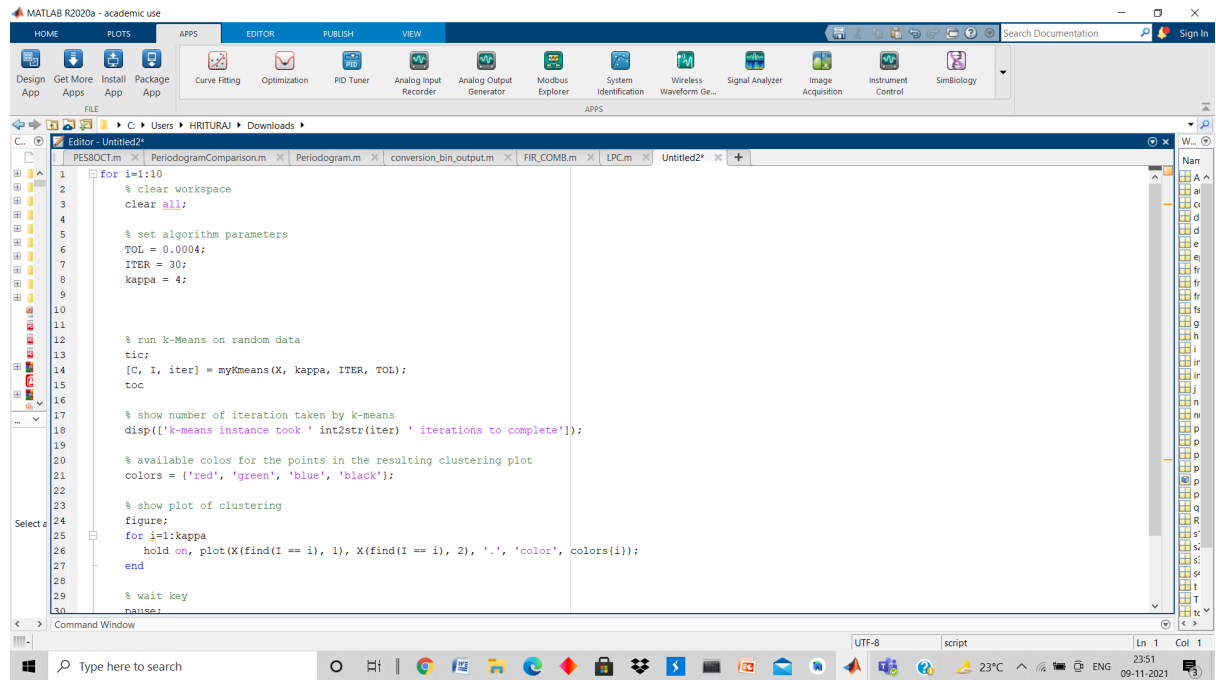 MATLAB R2020a - academic use
HOME PLOTS APPS EDITOR PUBLISH VIEW Search Documentation Sign In
Design App Get More Apps Install App Package App Curve Fitting Optimization PID Tuner Analog Input Recorder Analog Output Generator Modbus Explorer System Identification Wireless Waveform Ge... Signal Analyzer Image Acquisition Instrument Control SimBiology
FILE APPS
C: Users HRITURAJ Downloads
C... Editor - Untitled2* W...
PES8OCT.m PeriodogramComparison.m Periodogram.m conversion_bin_output.m FIR_COMB.m LPC.m Untitled2* + Nam
1 for i=1:10
2 % clear workspace
3 clear all;
4
5 % set algorithm parameters
6 TOL = 0.0004;
7 ITER = 30;
8 kappa = 4;
9
10
11
12 % run k-Means on random data
13 tic;
14 [C, I, iter] = myKmeans(X, kappa, ITER, TOL);
15 toc
16
17 % show number of iteration taken by k-means
18 disp(['k-means instance took ' int2str(iter) ' iterations to complete']);
19
20 % available colos for the points in the resulting clustering plot
21 colors = {'red', 'green', 'blue', 'black'};
22
23 % show plot of clustering
Select a 24 figure;
25 for i=1:kappa
26 hold on, plot(X(find(I == i), 1), X(find(I == i), 2), '.', 'color', colors{i});
27 end
28
29 % wait key
30 pause;
Command Window
UTF-8 script Ln 1 Col 1
Type here to search 23°C ENG 23:51
09-11-2021